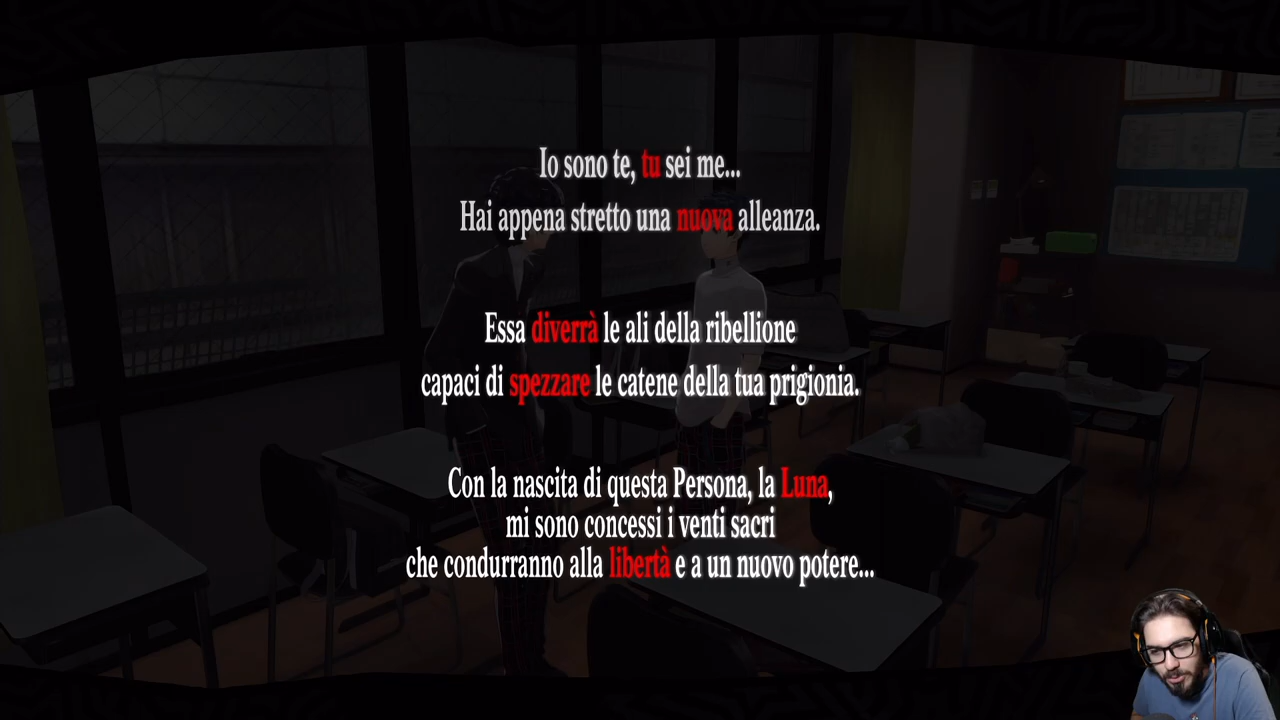 Io sono te, tu sei me...
Hai appena stretto una nuova alleanza.
Essa diverrà le ali della ribellione
capaci di spezzare le catene della tua prigionia.
Con la nascita di questa Persona, la Luna,
mi sono concessi i venti sacri
che condurranno alla libertà e a un nuovo potere...